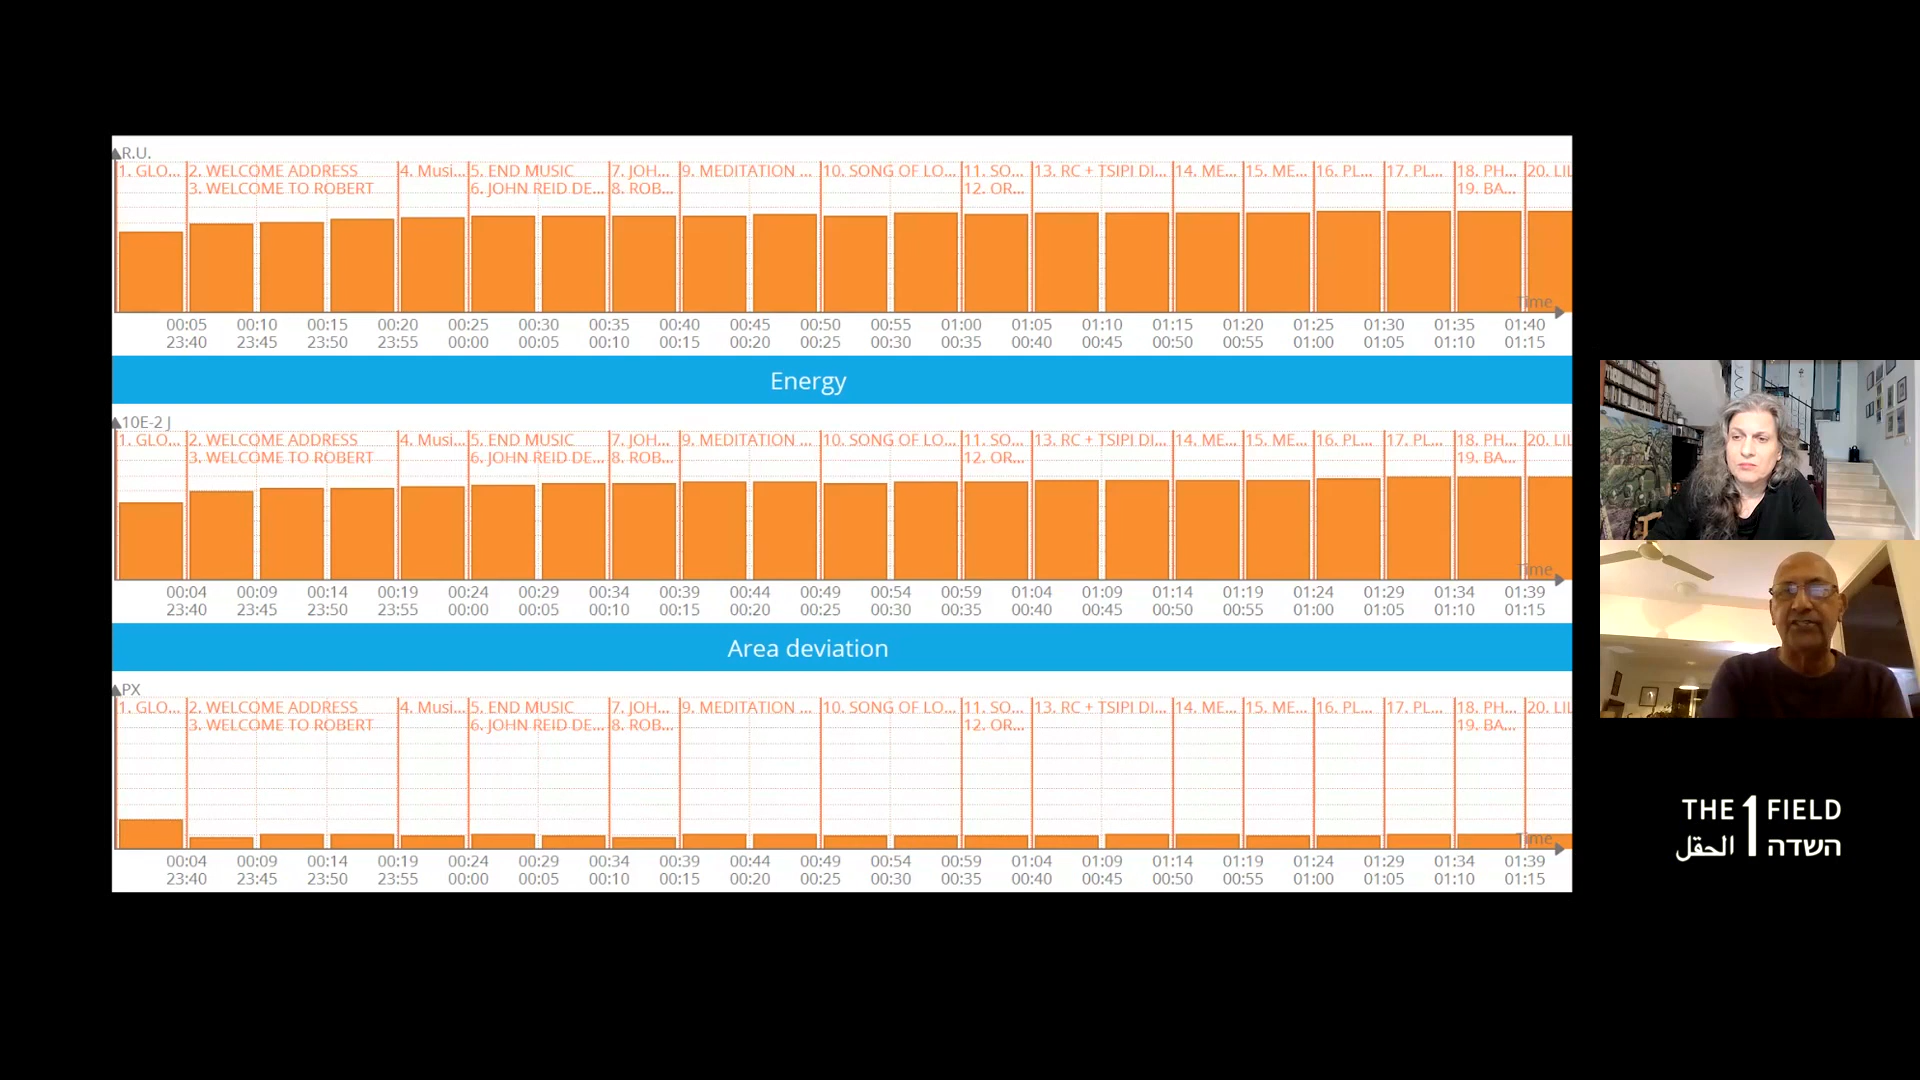 R.U.
1. GLO... 2. WELCOME ADDRESS 4. Musi... 5. END MUSIC 7. JOH... 9. MEDITATION ... 10. SONG OF LO... 11. SO... 13. RC + TSIPI DI... 14. ME... 15. ME... 16. PL... 17. PL... 18. PH... 20. LIL
3. WELCOME TO ROBERT 6. JOHN REID DE... 8. ROB... 12. OR... 19. BA...
Time
00:05 00:10 00:15 00:20 00:25 00:30 00:35 00:40 00:45 00:50 00:55 01:00 01:05 01:10 01:15 01:20 01:25 01:30 01:35 01:40
23:40 23:45 23:50 23:55 00:00 00:05 00:10 00:15 00:20 00:25 00:30 00:35 00:40 00:45 00:50 00:55 01:00 01:05 01:10 01:15
Energy
10E-2 J
1. GLO... 2. WELCOME ADDRESS 4. Musi... 5. END MUSIC 7. JOH... 9. MEDITATION ... 10. SONG OF LO... 11. SO... 13. RC + TSIPI DI... 14. ME... 15. ME... 16. PL... 17. PL... 18. PH... 20. LIL
3. WELCOME TO ROBERT 6. JOHN REID DE... 8. ROB... 12. OR... 19. BA...
Time
00:04 00:09 00:14 00:19 00:24 00:29 00:34 00:39 00:44 00:49 00:54 00:59 01:04 01:09 01:14 01:19 01:24 01:29 01:34 01:39
23:40 23:45 23:50 23:55 00:00 00:05 00:10 00:15 00:20 00:25 00:30 00:35 00:40 00:45 00:50 00:55 01:00 01:05 01:10 01:15
Area deviation
PX
1. GLO... 2. WELCOME ADDRESS 4. Musi... 5. END MUSIC 7. JOH... 9. MEDITATION ... 10. SONG OF LO... 11. SO... 13. RC + TSIPI DI... 14. ME... 15. ME... 16. PL... 17. PL... 18. PH... 20. LIL
3. WELCOME TO ROBERT 6. JOHN REID DE... 8. ROB... 12. OR... 19. BA...
Time
00:04 00:09 00:14 00:19 00:24 00:29 00:34 00:39 00:44 00:49 00:54 00:59 01:04 01:09 01:14 01:19 01:24 01:29 01:34 01:39
23:40 23:45 23:50 23:55 00:00 00:05 00:10 00:15 00:20 00:25 00:30 00:35 00:40 00:45 00:50 00:55 01:00 01:05 01:10 01:15
THE 1 FIELD
الحقل השדה